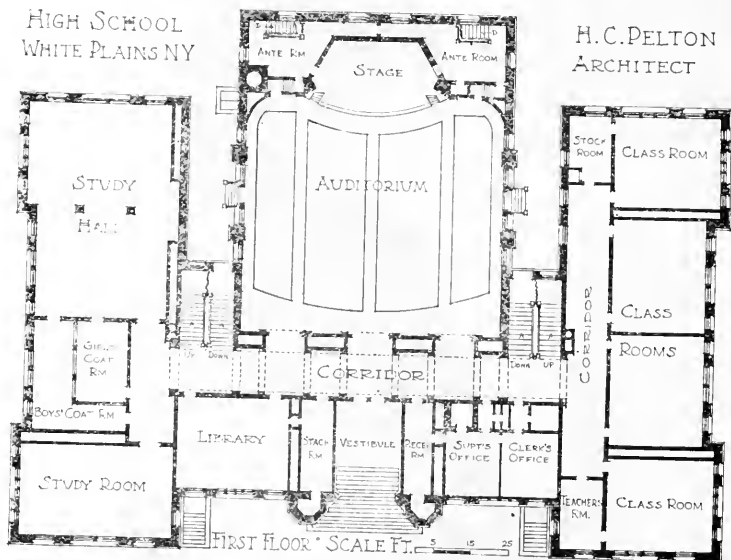 HIGH SCHOOL
WHITE PLAINS NY
H.C. PELTON
ARCHITECT
ANTE RM
STAGE
ANTE ROOM
D
STOCK
ROOM
CLASS ROOM
STUDY
HALL
AUDITORIUM
CLASS
ROOMS
CORRIDOR
GIRLS'
COAT
RM
BOYS' COAT RM
UP DOWN
CORRIDOR
DOWN UP
LIBRARY
STACK
RM
VESTIBULE
RECEP
RM
SUPT'S
OFFICE
CLERK'S
OFFICE
STUDY ROOM
TEACHERS
RM.
CLASS ROOM
FIRST FLOOR · SCALE FT.
5 15 25